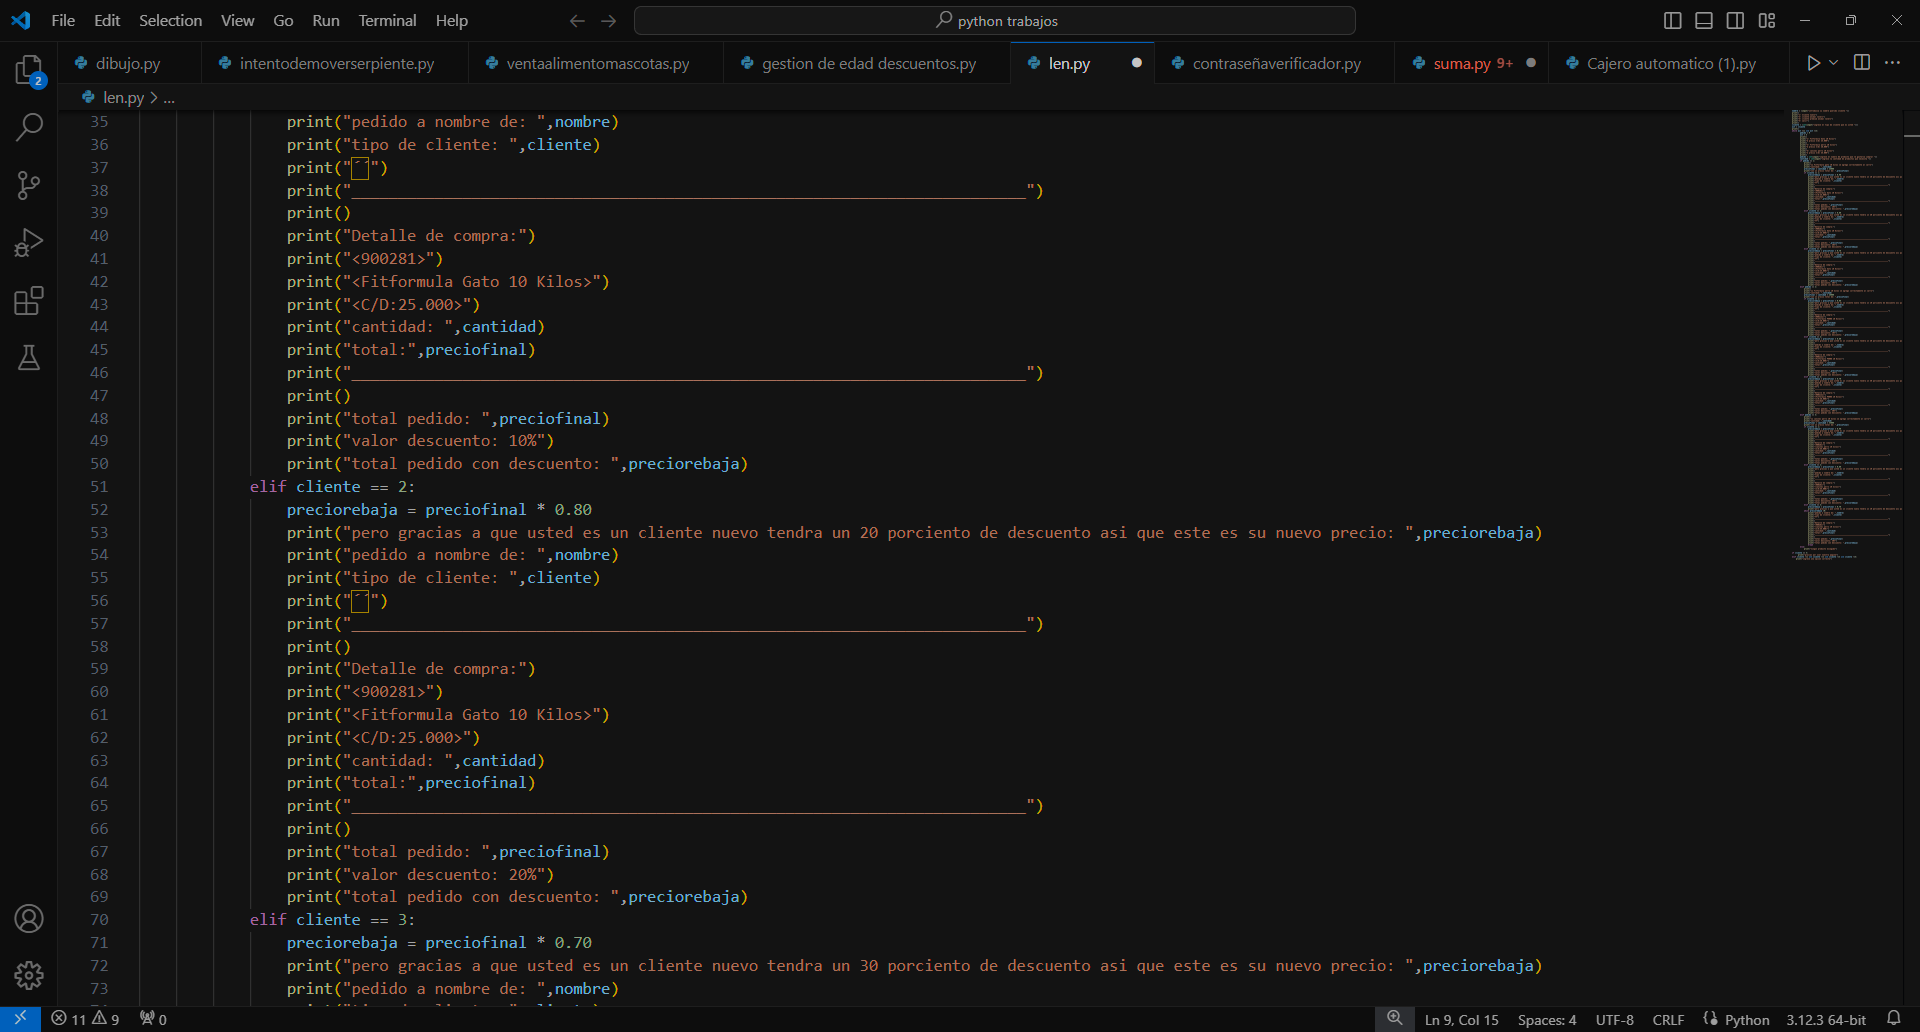 File Edit Selection View Go Run Terminal Help python trabajos
dibujo.py intentodemoverserpiente.py ventaalimentomascotas.py gestion de edad descuentos.py len.py contraseñaverificador.py suma.py 9+ Cajero automatico (1).py
2
len.py > ...
35 print("pedido a nombre de: ",nombre)
36 print("tipo de cliente: ",cliente)
37 print("´´")
38 print("_________________________________________________________________________")
39 print()
40 print("Detalle de compra:")
41 print("<900281>")
42 print("<Fitformula Gato 10 Kilos>")
43 print("<C/D:25.000>")
44 print("cantidad: ",cantidad)
45 print("total:",preciofinal)
46 print("_________________________________________________________________________")
47 print()
48 print("total pedido: ",preciofinal)
49 print("valor descuento: 10%")
50 print("total pedido con descuento: ",preciorebaja)
51 elif cliente == 2:
52 preciorebaja = preciofinal * 0.80
53 print("pero gracias a que usted es un cliente nuevo tendra un 20 porciento de descuento asi que este es su nuevo precio: ",preciorebaja)
54 print("pedido a nombre de: ",nombre)
55 print("tipo de cliente: ",cliente)
56 print("´´")
57 print("_________________________________________________________________________")
58 print()
59 print("Detalle de compra:")
60 print("<900281>")
61 print("<Fitformula Gato 10 Kilos>")
62 print("<C/D:25.000>")
63 print("cantidad: ",cantidad)
64 print("total:",preciofinal)
65 print("_________________________________________________________________________")
66 print()
67 print("total pedido: ",preciofinal)
68 print("valor descuento: 20%")
69 print("total pedido con descuento: ",preciorebaja)
70 elif cliente == 3:
71 preciorebaja = preciofinal * 0.70
72 print("pero gracias a que usted es un cliente nuevo tendra un 30 porciento de descuento asi que este es su nuevo precio: ",preciorebaja)
73 print("pedido a nombre de: ",nombre)
11 9 0 Ln 9, Col 15 Spaces: 4 UTF-8 CRLF Python 3.12.3 64-bit